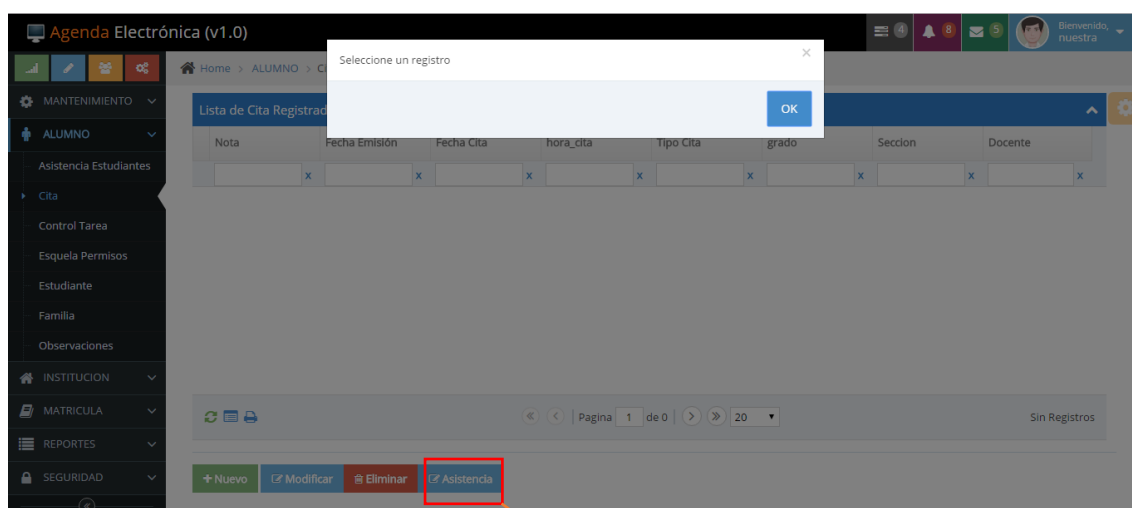 Agenda Electrónica (v1.0)
4
8
5
Bienvenido,
nuestra
Home > ALUMNO >
Seleccione un registro
×
OK
MANTENIMIENTO
ALUMNO
Asistencia Estudiantes
Cita
Control Tarea
Esquela Permisos
Estudiante
Familia
Observaciones
INSTITUCION
MATRICULA
REPORTES
SEGURIDAD
Lista de Cita
Nota Fecha Emisión Fecha Cita hora_cita Tipo Cita grado Seccion Docente
x x x x x x x x
Pagina 1 de 0 20 Sin Registros
+ Nuevo Modificar Eliminar Asistencia